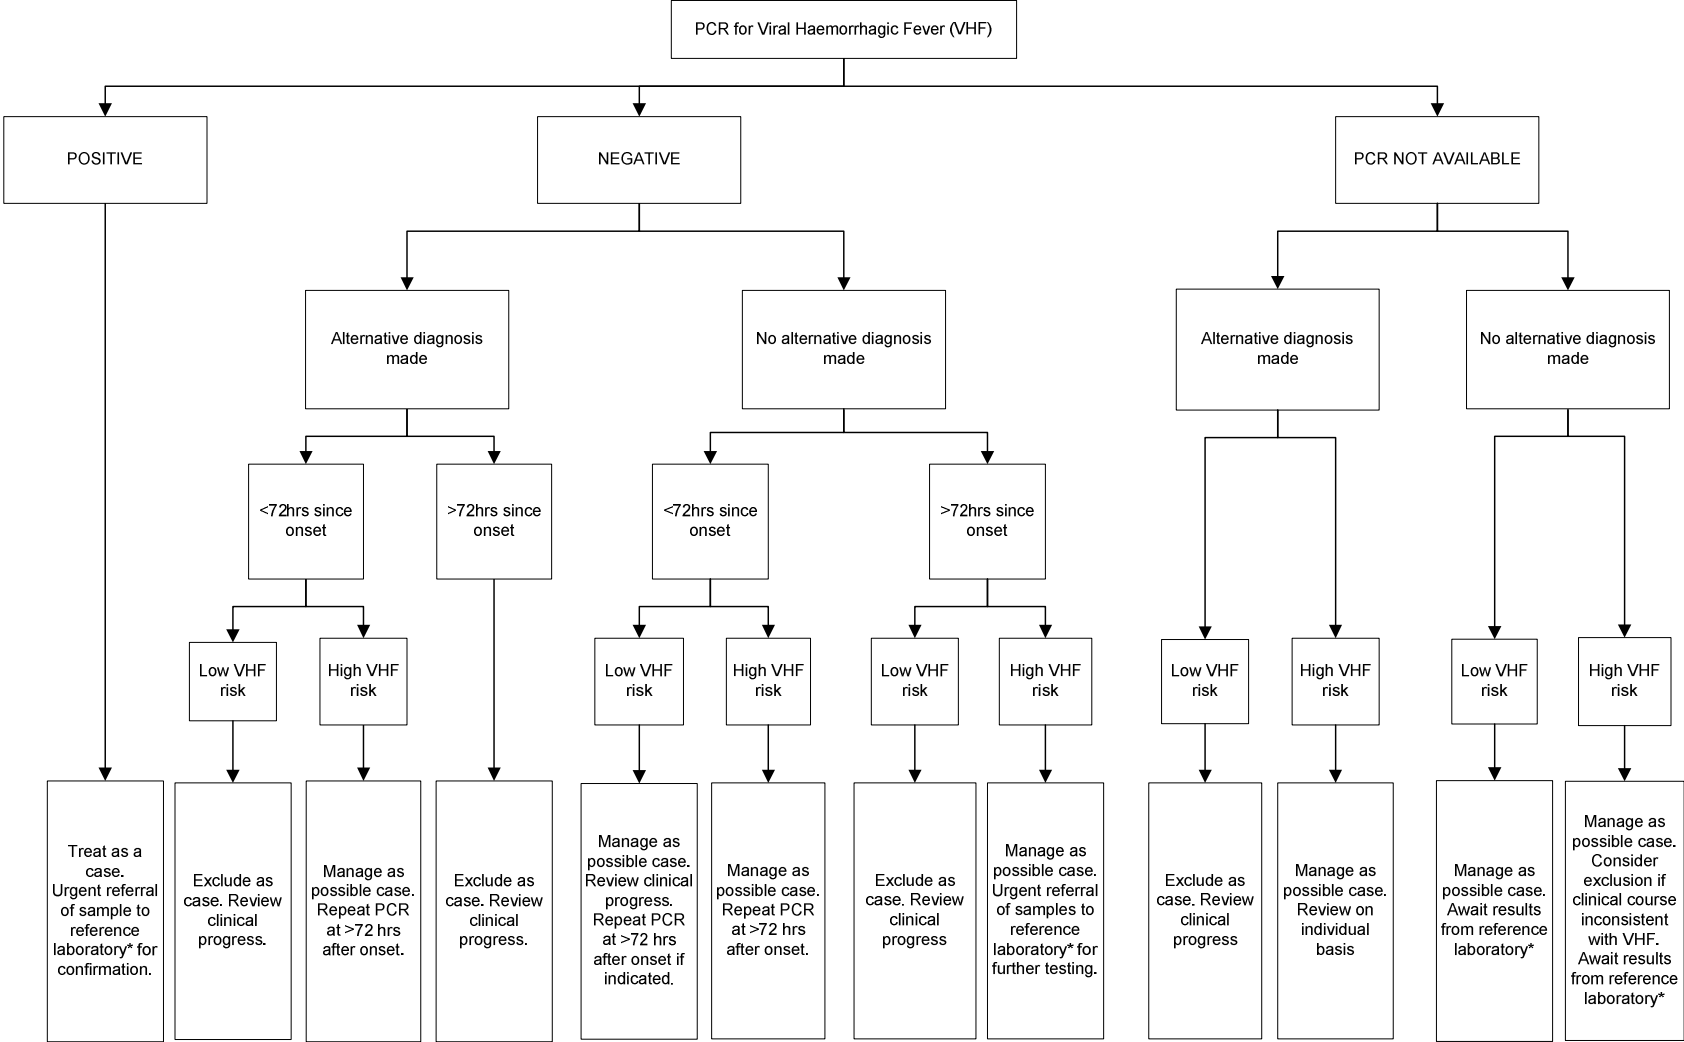 PCR for Viral Haemorrhagic Fever (VHF)
POSITIVE
NEGATIVE
PCR NOT AVAILABLE
Alternative diagnosis
made
No alternative diagnosis
made
Alternative diagnosis
made
No alternative diagnosis
made
<72hrs since
onset
>72hrs since
onset
<72hrs since
onset
>72hrs since
onset
Low VHF
risk
High VHF
risk
Low VHF
risk
High VHF
risk
Low VHF
risk
High VHF
risk
Low VHF
risk
High VHF
risk
Low VHF
risk
High VHF
risk
Treat as a
case.
Urgent referral
of sample to
reference
laboratory* for
confirmation.
Exclude as
case. Review
clinical
progress.
Manage as
possible case.
Repeat PCR
at >72 hrs
after onset.
Exclude as
case. Review
clinical
progress.
Manage as
possible case.
Review clinical
progress.
Repeat PCR
at >72 hrs
after onset if
indicated.
Manage as
possible case.
Repeat PCR
at >72 hrs
after onset.
Exclude as
case. Review
clinical
progress
Manage as
possible case.
Urgent referral
of samples to
reference
laboratory* for
further testing.
Exclude as
case. Review
clinical
progress
Manage as
possible case.
Review on
individual
basis
Manage as
possible case.
Await results
from reference
laboratory*
Manage as
possible case.
Consider
exclusion if
clinical course
inconsistent
with VHF.
Await results
from reference
laboratory*